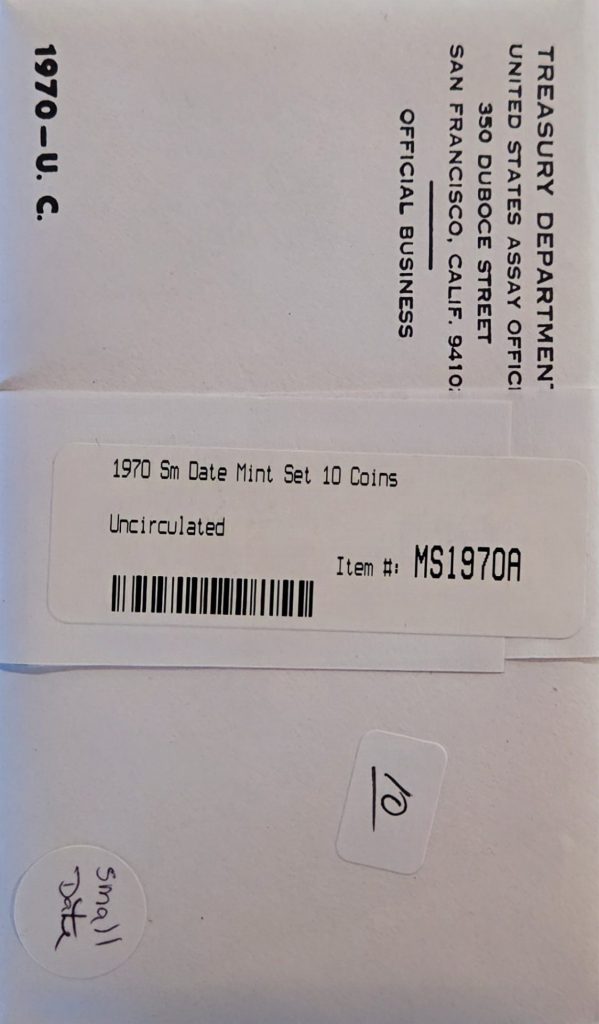 TREASURY DEPARTMENT
UNITED STATES ASSAY OFFIC
350 DUBOCE STREET
SAN FRANCISCO, CALIF. 9410
OFFICIAL BUSINESS
1970-U. C.
1970 Sm Date Mint Set 10 Coins
Uncirculated
Item #: MS1970A
10
Small
Date